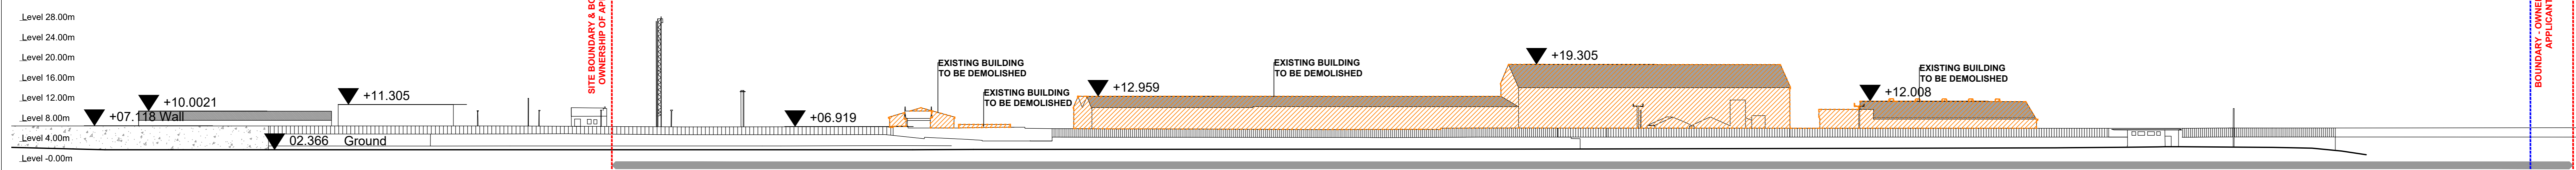 Level 28.00m
Level 24.00m
Level 20.00m
Level 16.00m
Level 12.00m
Level 8.00m
Level 4.00m
Level -0.00m
+07.118 Wall
+10.0021
02.366 Ground
+11.305
SITE BOUNDARY & BO
OWNERSHIP OF AP
+06.919
EXISTING BUILDING
TO BE DEMOLISHED
EXISTING BUILDING
TO BE DEMOLISHED
+12.959
EXISTING BUILDING
TO BE DEMOLISHED
+19.305
+12.008
EXISTING BUILDING
TO BE DEMOLISHED
BOUNDARY - OWNE
APPLICANT